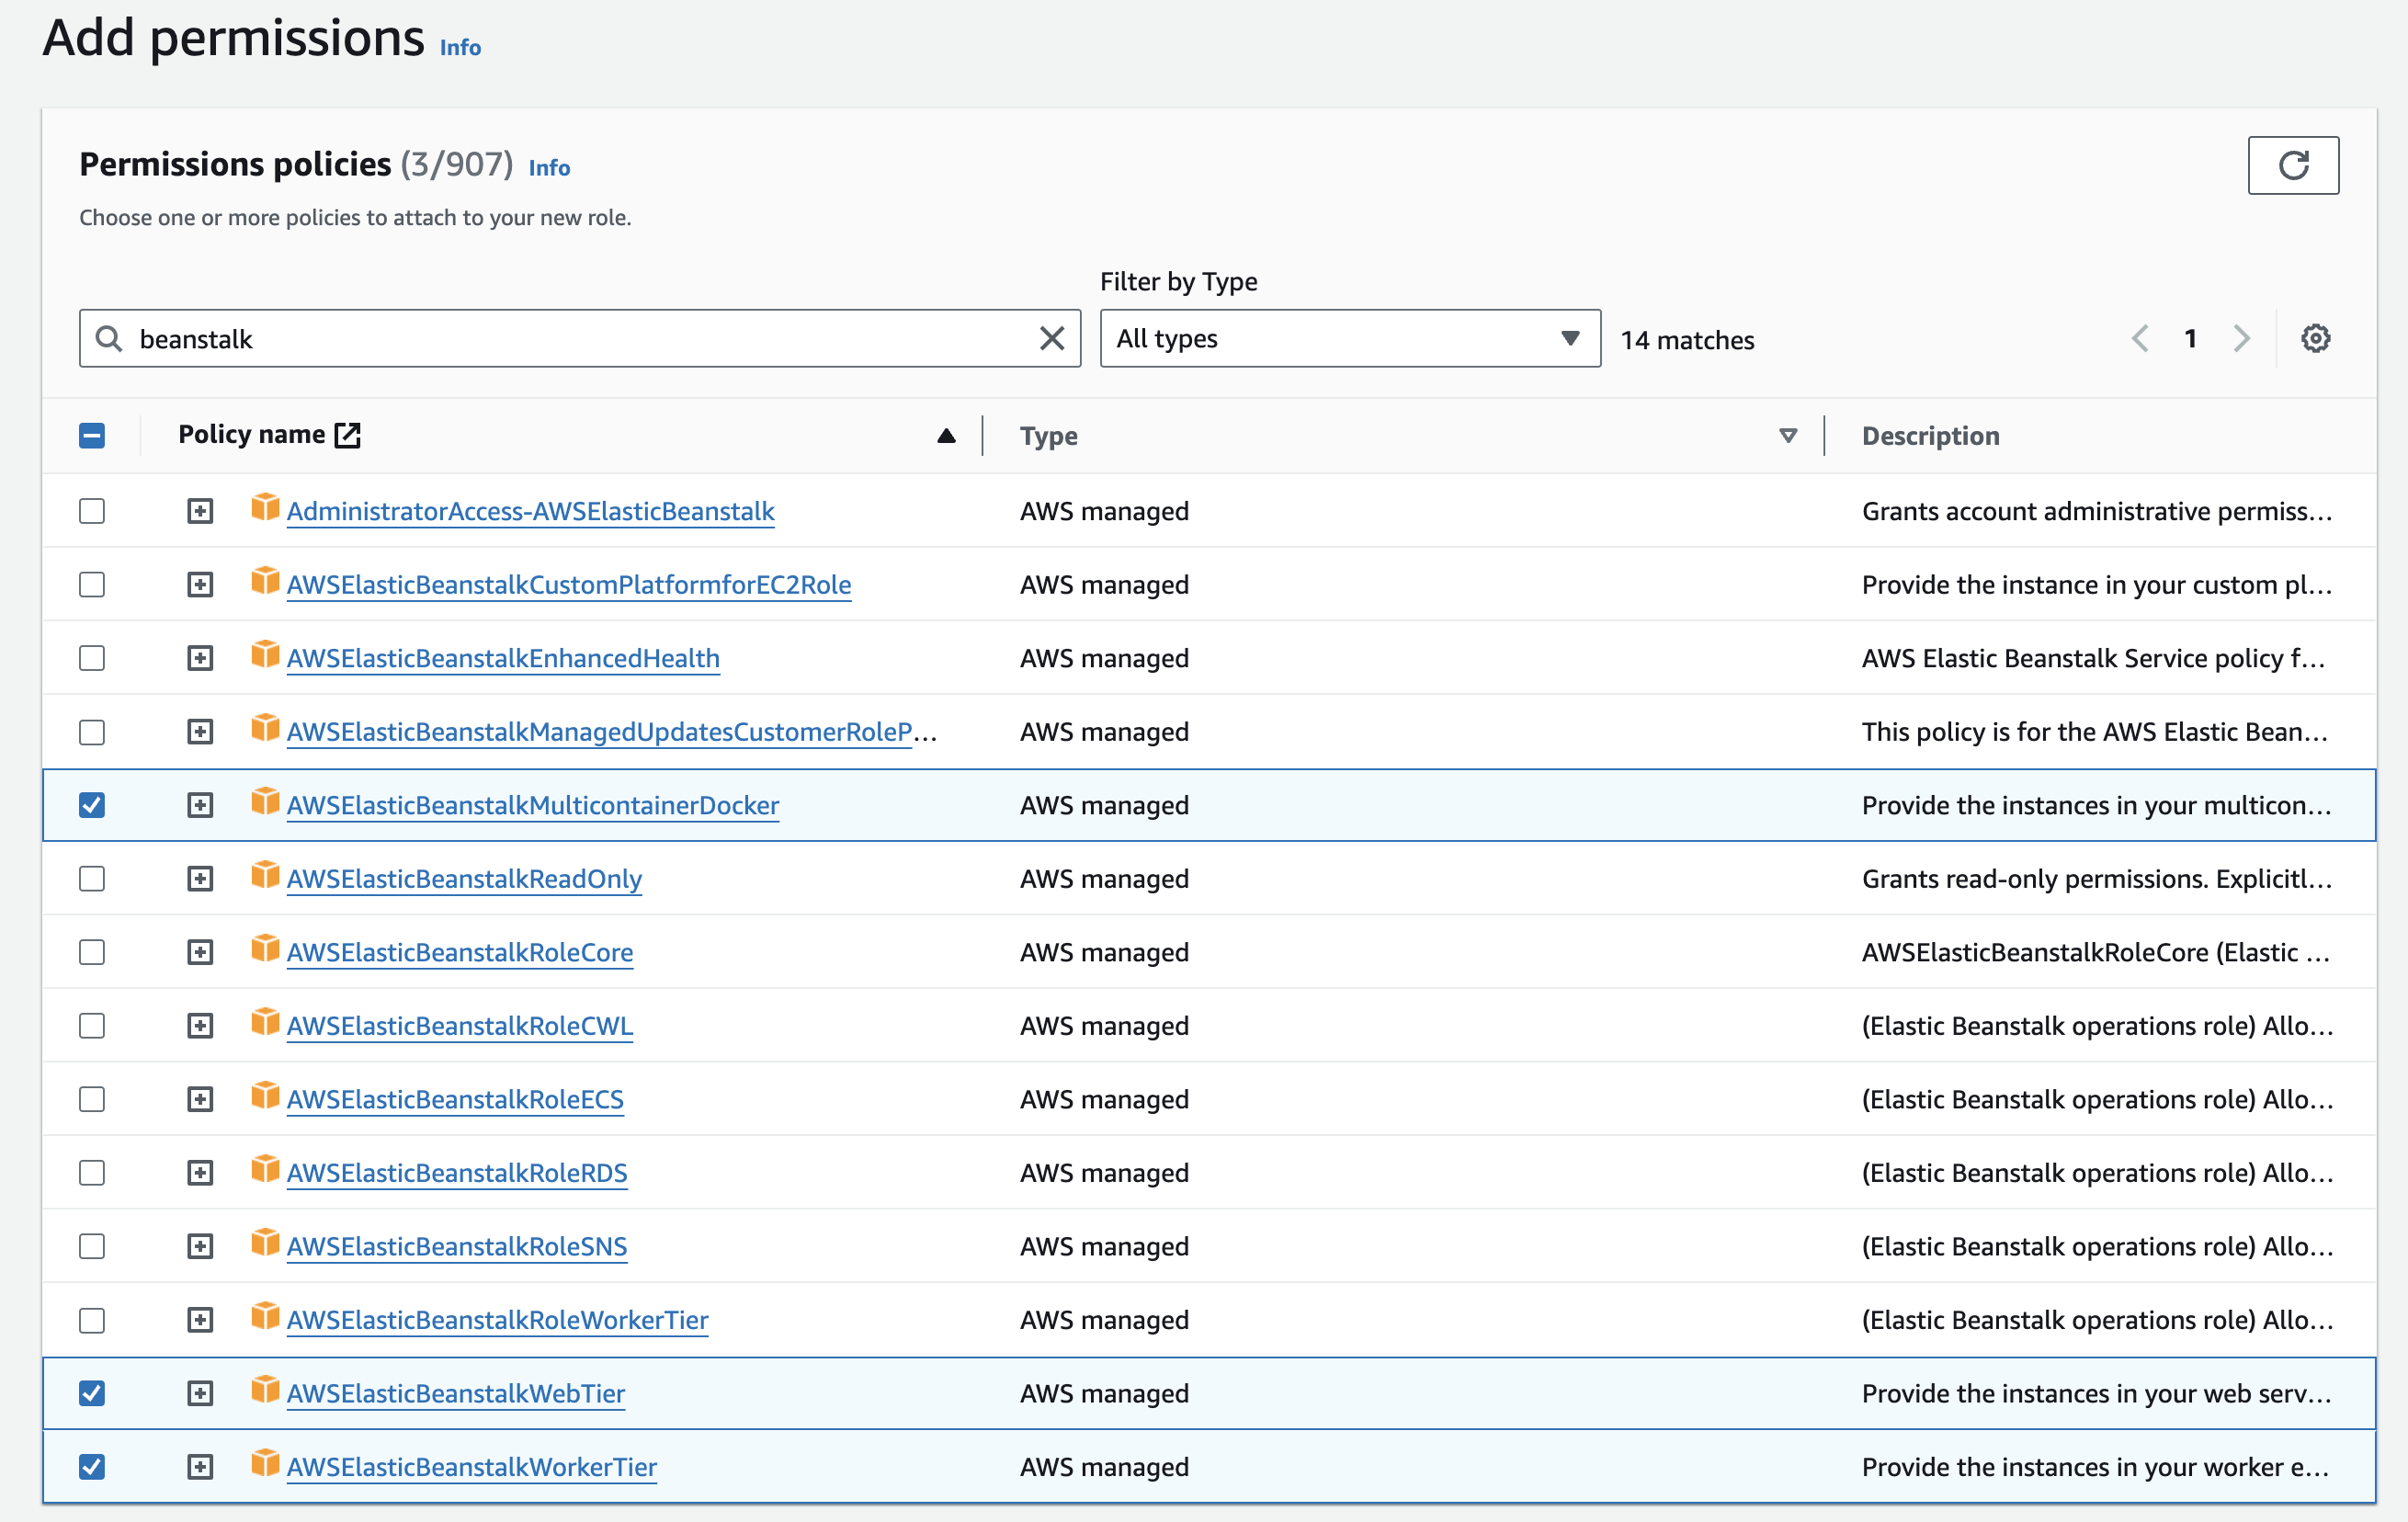 Add permissions Info
Permissions policies (3/907) Info
Choose one or more policies to attach to your new role.
Filter by Type
beanstalk All types 14 matches 1
Policy name Type Description
AdministratorAccess-AWSElasticBeanstalk AWS managed Grants account administrative permiss...
AWSElasticBeanstalkCustomPlatformforEC2Role AWS managed Provide the instance in your custom pl...
AWSElasticBeanstalkEnhancedHealth AWS managed AWS Elastic Beanstalk Service policy f...
AWSElasticBeanstalkManagedUpdatesCustomerRoleP... AWS managed This policy is for the AWS Elastic Bean...
AWSElasticBeanstalkMulticontainerDocker AWS managed Provide the instances in your multicon...
AWSElasticBeanstalkReadOnly AWS managed Grants read-only permissions. Explicitl...
AWSElasticBeanstalkRoleCore AWS managed AWSElasticBeanstalkRoleCore (Elastic ...
AWSElasticBeanstalkRoleCWL AWS managed (Elastic Beanstalk operations role) Allo...
AWSElasticBeanstalkRoleECS AWS managed (Elastic Beanstalk operations role) Allo...
AWSElasticBeanstalkRoleRDS AWS managed (Elastic Beanstalk operations role) Allo...
AWSElasticBeanstalkRoleSNS AWS managed (Elastic Beanstalk operations role) Allo...
AWSElasticBeanstalkRoleWorkerTier AWS managed (Elastic Beanstalk operations role) Allo...
AWSElasticBeanstalkWebTier AWS managed Provide the instances in your web serv...
AWSElasticBeanstalkWorkerTier AWS managed Provide the instances in your worker e...